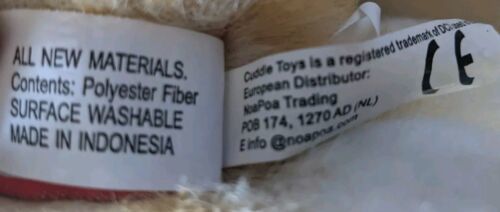 ALL NEW MATERIALS.
Contents: Polyester Fiber
SURFACE WASHABLE
MADE IN INDONESIA
Cuddle Toys is a registered trademark of DC
European Distributor:
NoaPoa Trading
POB 174, 1270 AD (NL)
E info @noapoa.com
CE